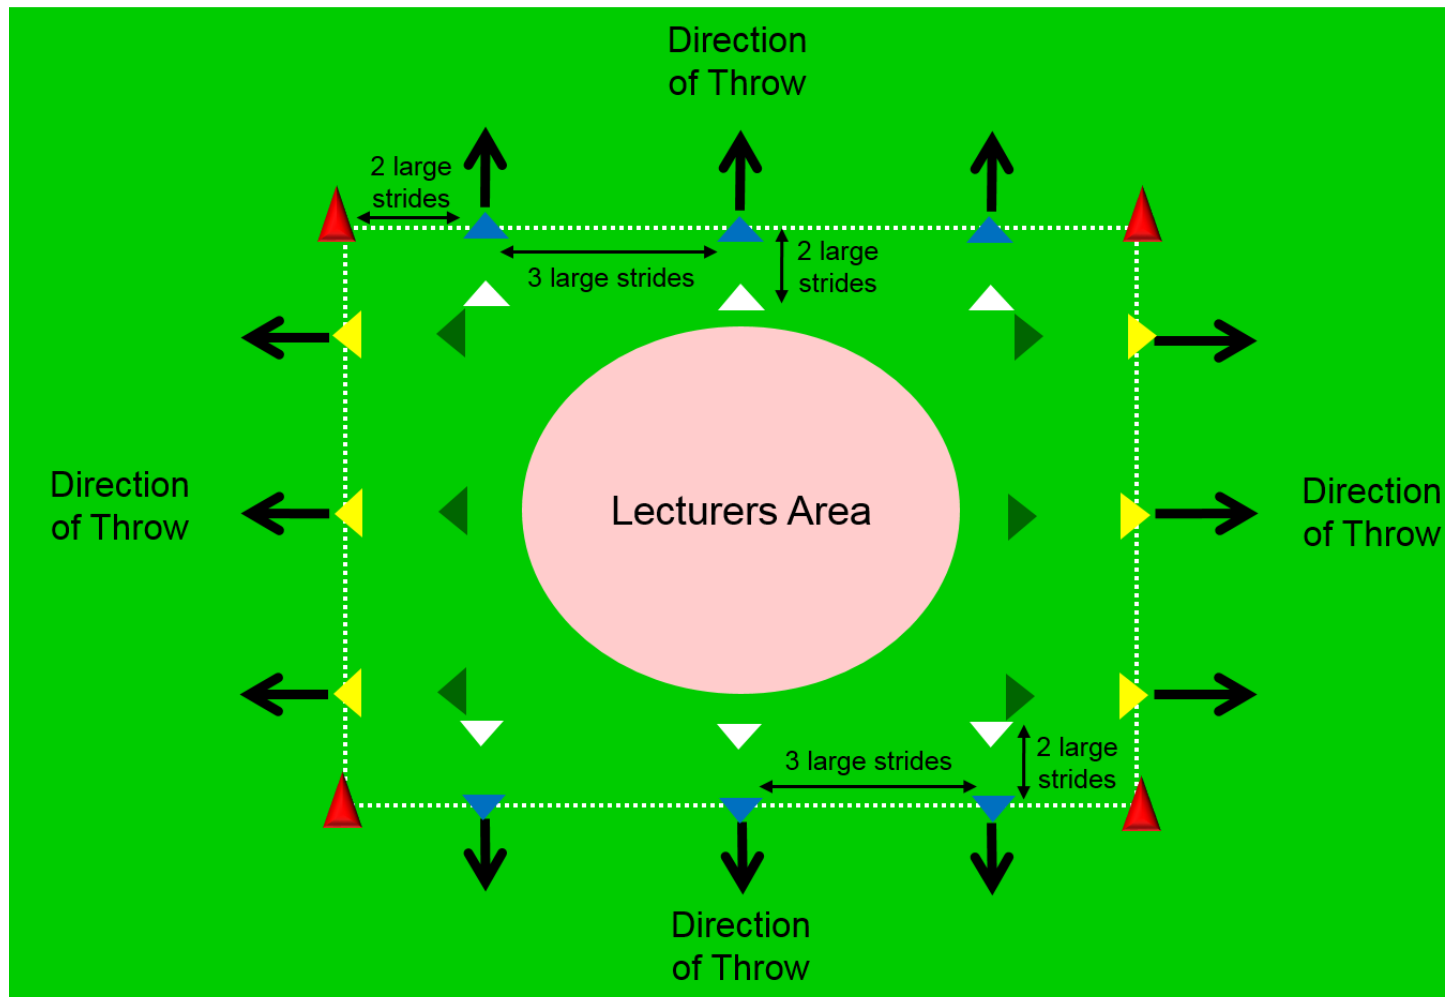 Direction
of Throw
2 large
strides
3 large strides
2 large
strides
Direction
of Throw
Lecturers Area
Direction
of Throw
3 large strides
2 large
strides
Direction
of Throw